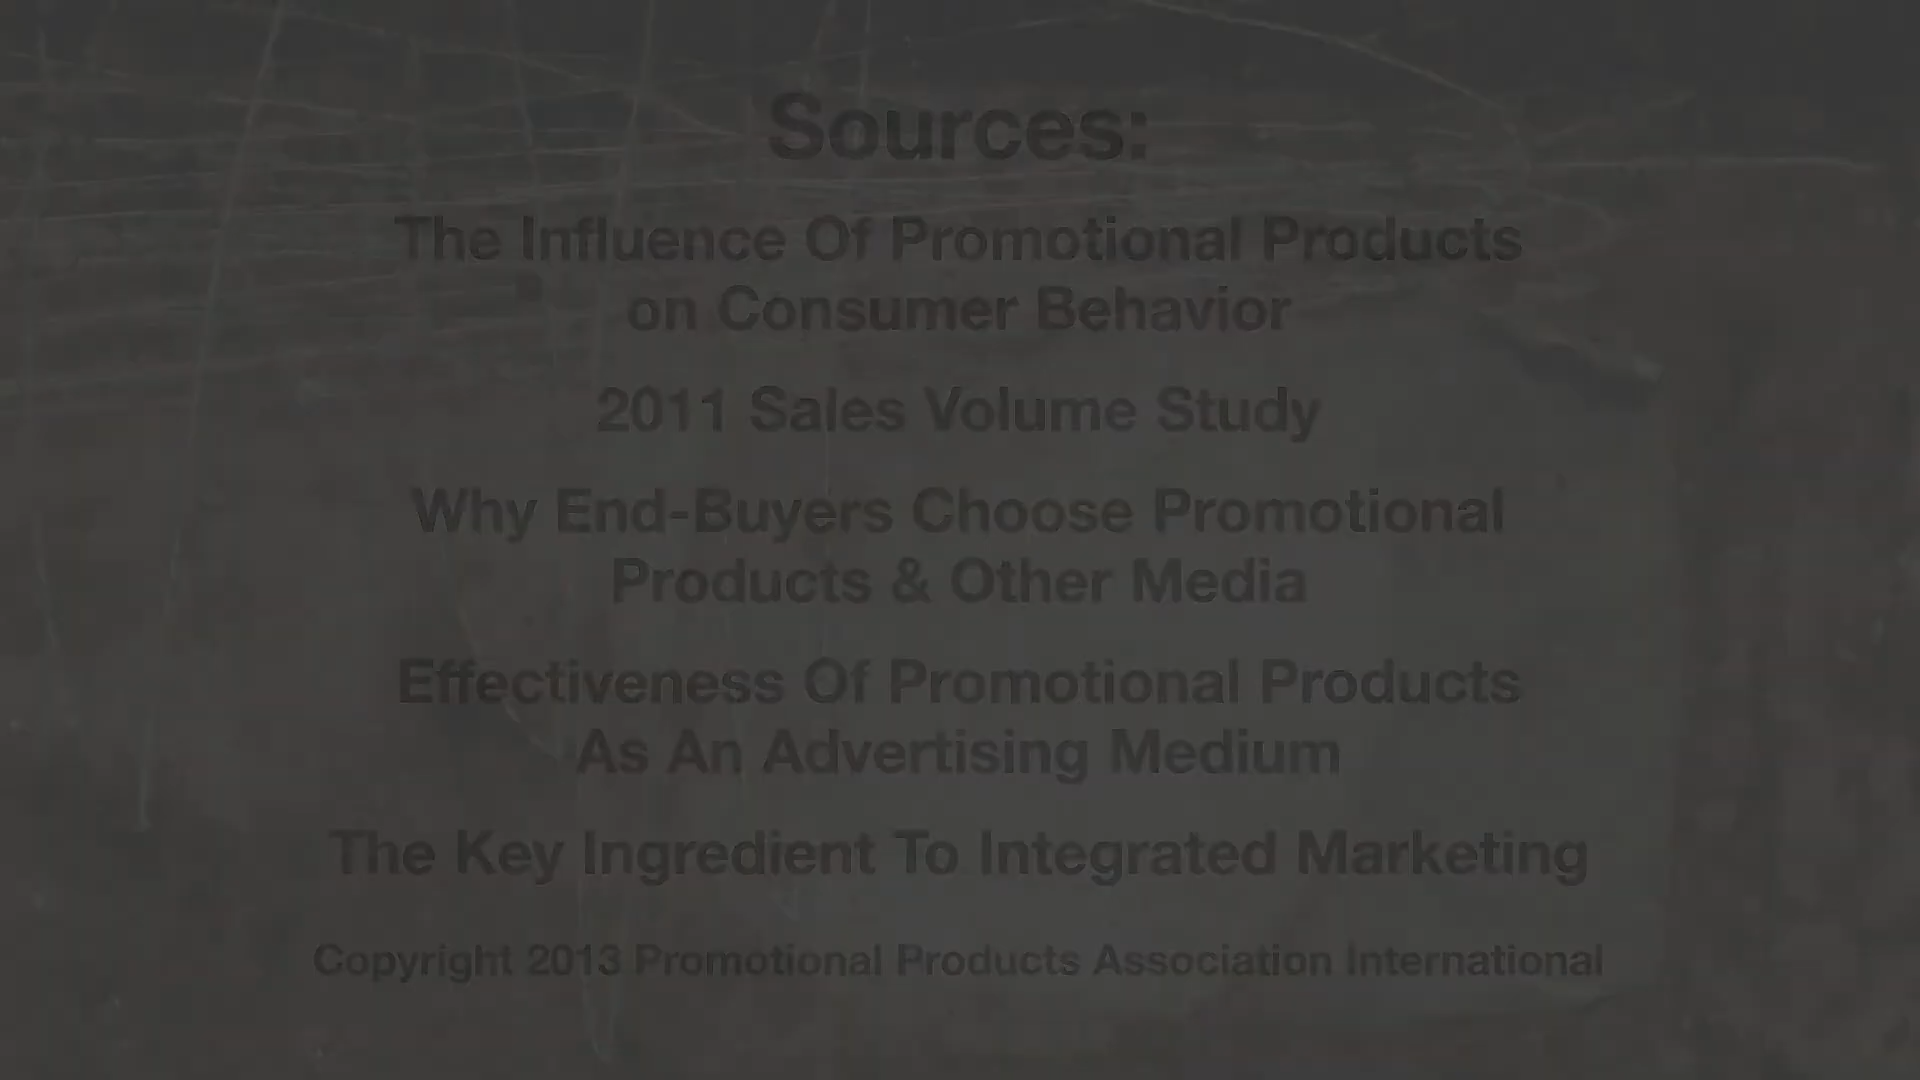 Sources:
The Influence Of Promotional Products
on Consumer Behavior
2011 Sales Volume Study
Why End-Buyers Choose Promotional
Products & Other Media
Effectiveness Of Promotional Products
As An Advertising Medium
The Key Ingredient To Integrated Marketing
Copyright 2013 Promotional Products Association International